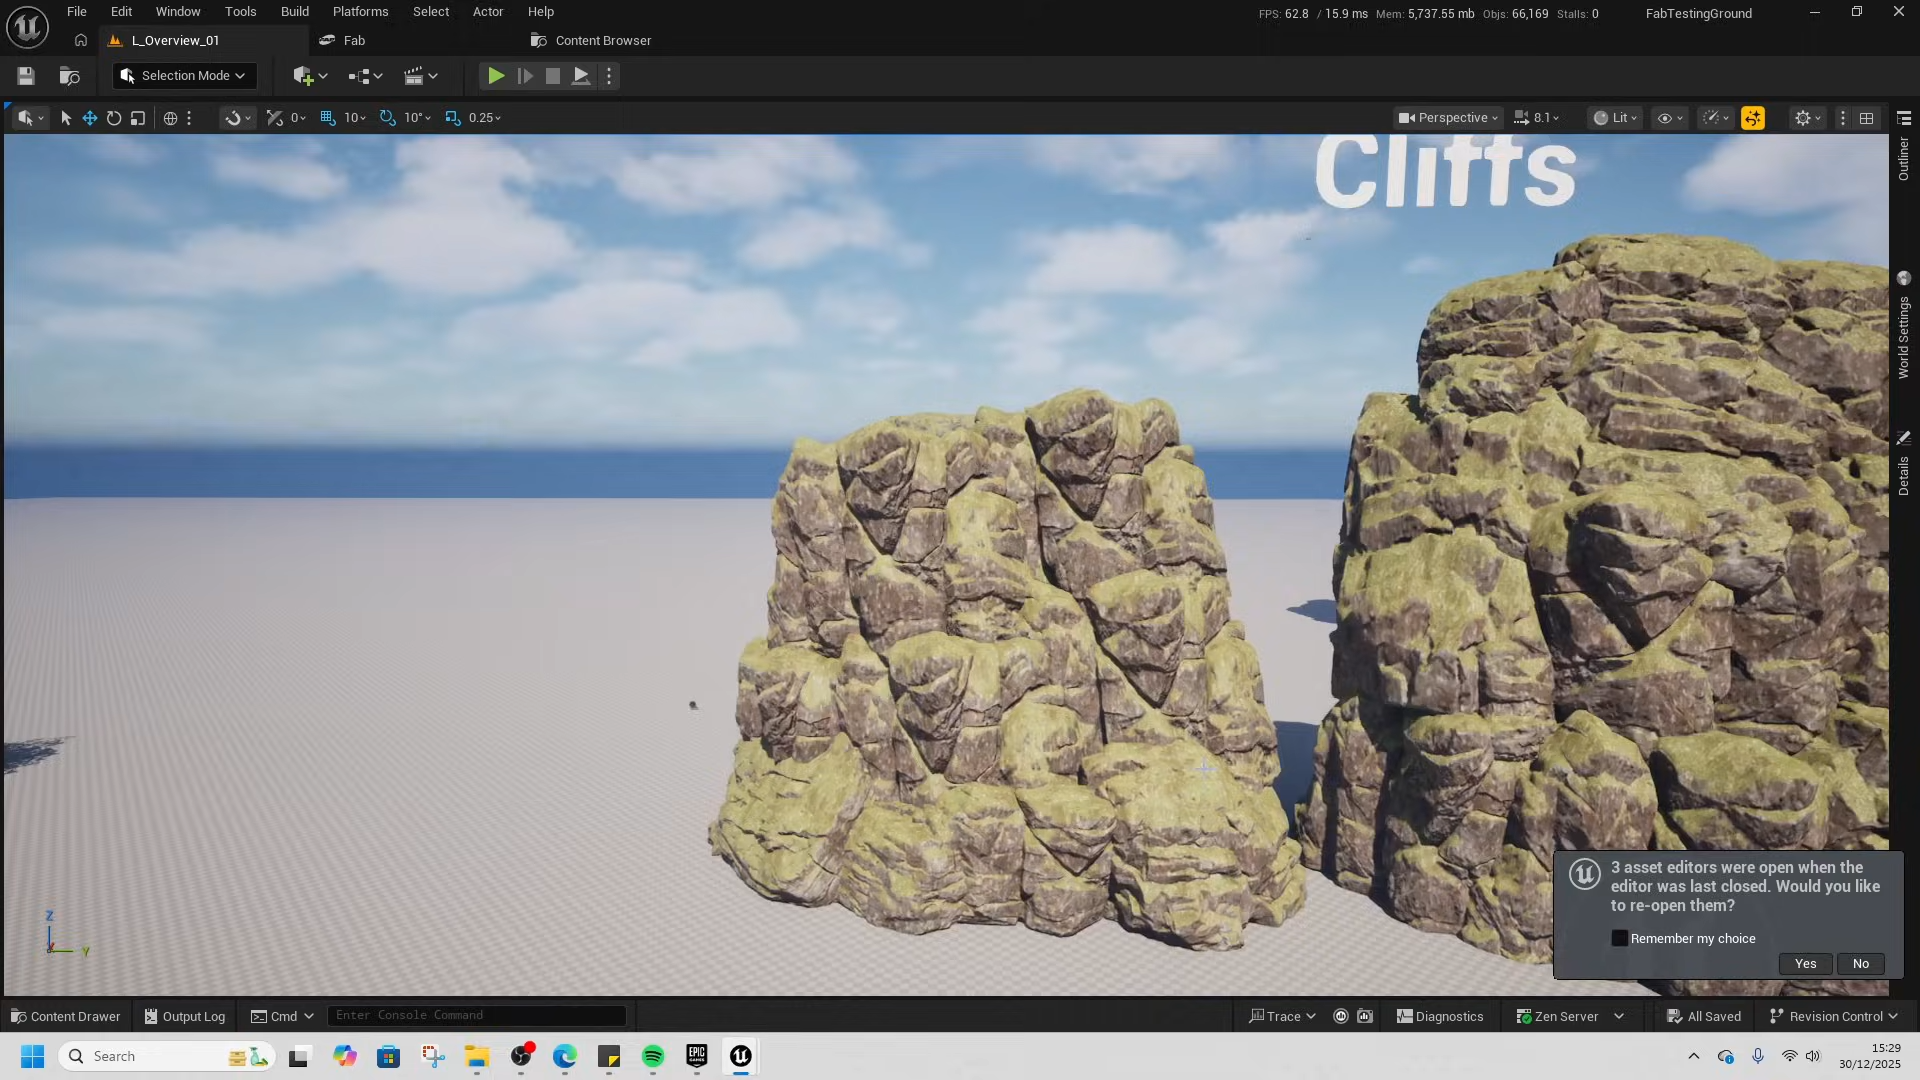 File Edit Window Tools Build Platforms Select Actor Help
FPS: 62.8 / 15.9 ms Mem: 5,737.55 mb Objs: 66,169 Stalls: 0
FabTestingGround
L_Overview_01
Fab
Content Browser
Selection Mode
0 10 10° 0.25
Perspective 8.1 Lit
Outliner
World Settings
Details
Cliffs
3 asset editors were open when the
editor was last closed. Would you like
to re-open them?
Remember my choice
Yes No
Z
Y
Content Drawer Output Log Cmd Enter Console Command
Trace Diagnostics Zen Server All Saved Revision Control
Search
EPIC GAMES
15:29
30/12/2025